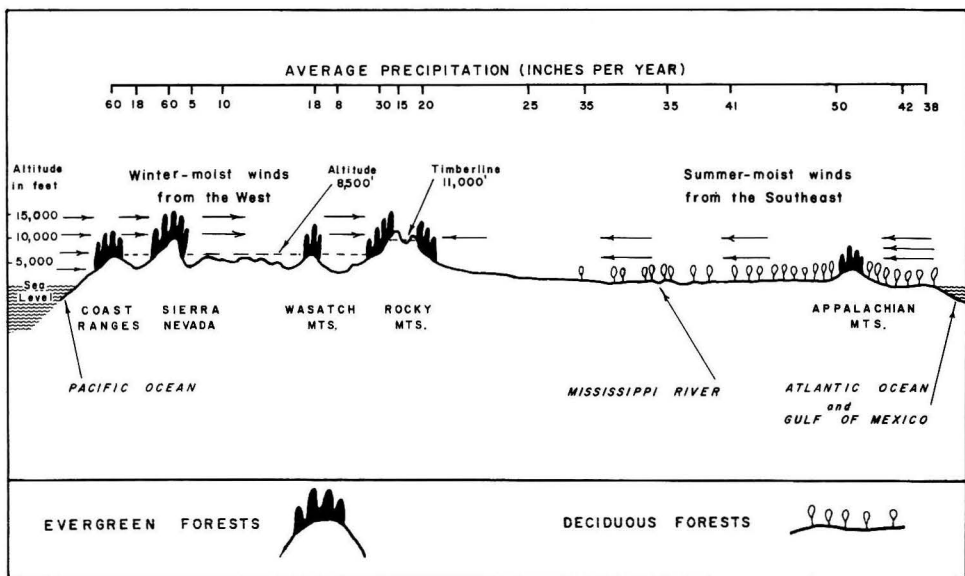 AVERAGE PRECIPITATION (INCHES PER YEAR)
60 18 60 5 10 18 8 30 15 20 25 35 35 41 50 42 38
Altitude
in feet
15,000
10,000
5,000
Sea
Level
Winter-moist winds
from the West
Altitude
8,500'
Timberline
11,000'
Summer-moist winds
from the Southeast
COAST
RANGES
SIERRA
NEVADA
WASATCH
MTS.
ROCKY
MTS.
APPALACHIAN
MTS.
PACIFIC OCEAN
MISSISSIPPI RIVER
ATLANTIC OCEAN
and
GULF OF MEXICO
EVERGREEN FORESTS
DECIDUOUS FORESTS